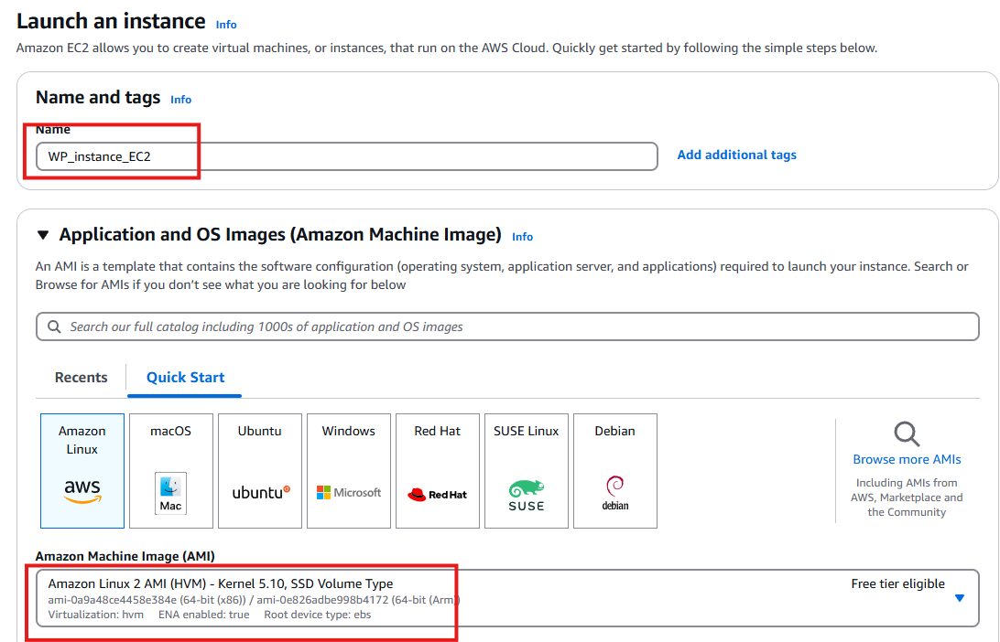 Launch an instance Info
Amazon EC2 allows you to create virtual machines, or instances, that run on the AWS Cloud. Quickly get started by following the simple steps below.
Name and tags Info
Name
WP_instance_EC2
Add additional tags
Application and OS Images (Amazon Machine Image) Info
An AMI is a template that contains the software configuration (operating system, application server, and applications) required to launch your instance. Search or
Browse for AMIs if you don’t see what you are looking for below
Search our full catalog including 1000s of application and OS images
Recents
Quick Start
Amazon
Linux
aws
macOS
Mac
Ubuntu
ubuntu
Windows
Microsoft
Red Hat
Red Hat
SUSE Linux
SUSE
Debian
debian
Browse more AMIs
Including AMIs from
AWS, Marketplace and
the Community
Amazon Machine Image (AMI)
Amazon Linux 2 AMI (HVM) - Kernel 5.10, SSD Volume Type
Free tier eligible
ami-0a9a48ce4458e384e (64-bit (x86)) / ami-0e826adbe998b4172 (64-bit (Arm))
Virtualization: hvm ENA enabled: true Root device type: ebs